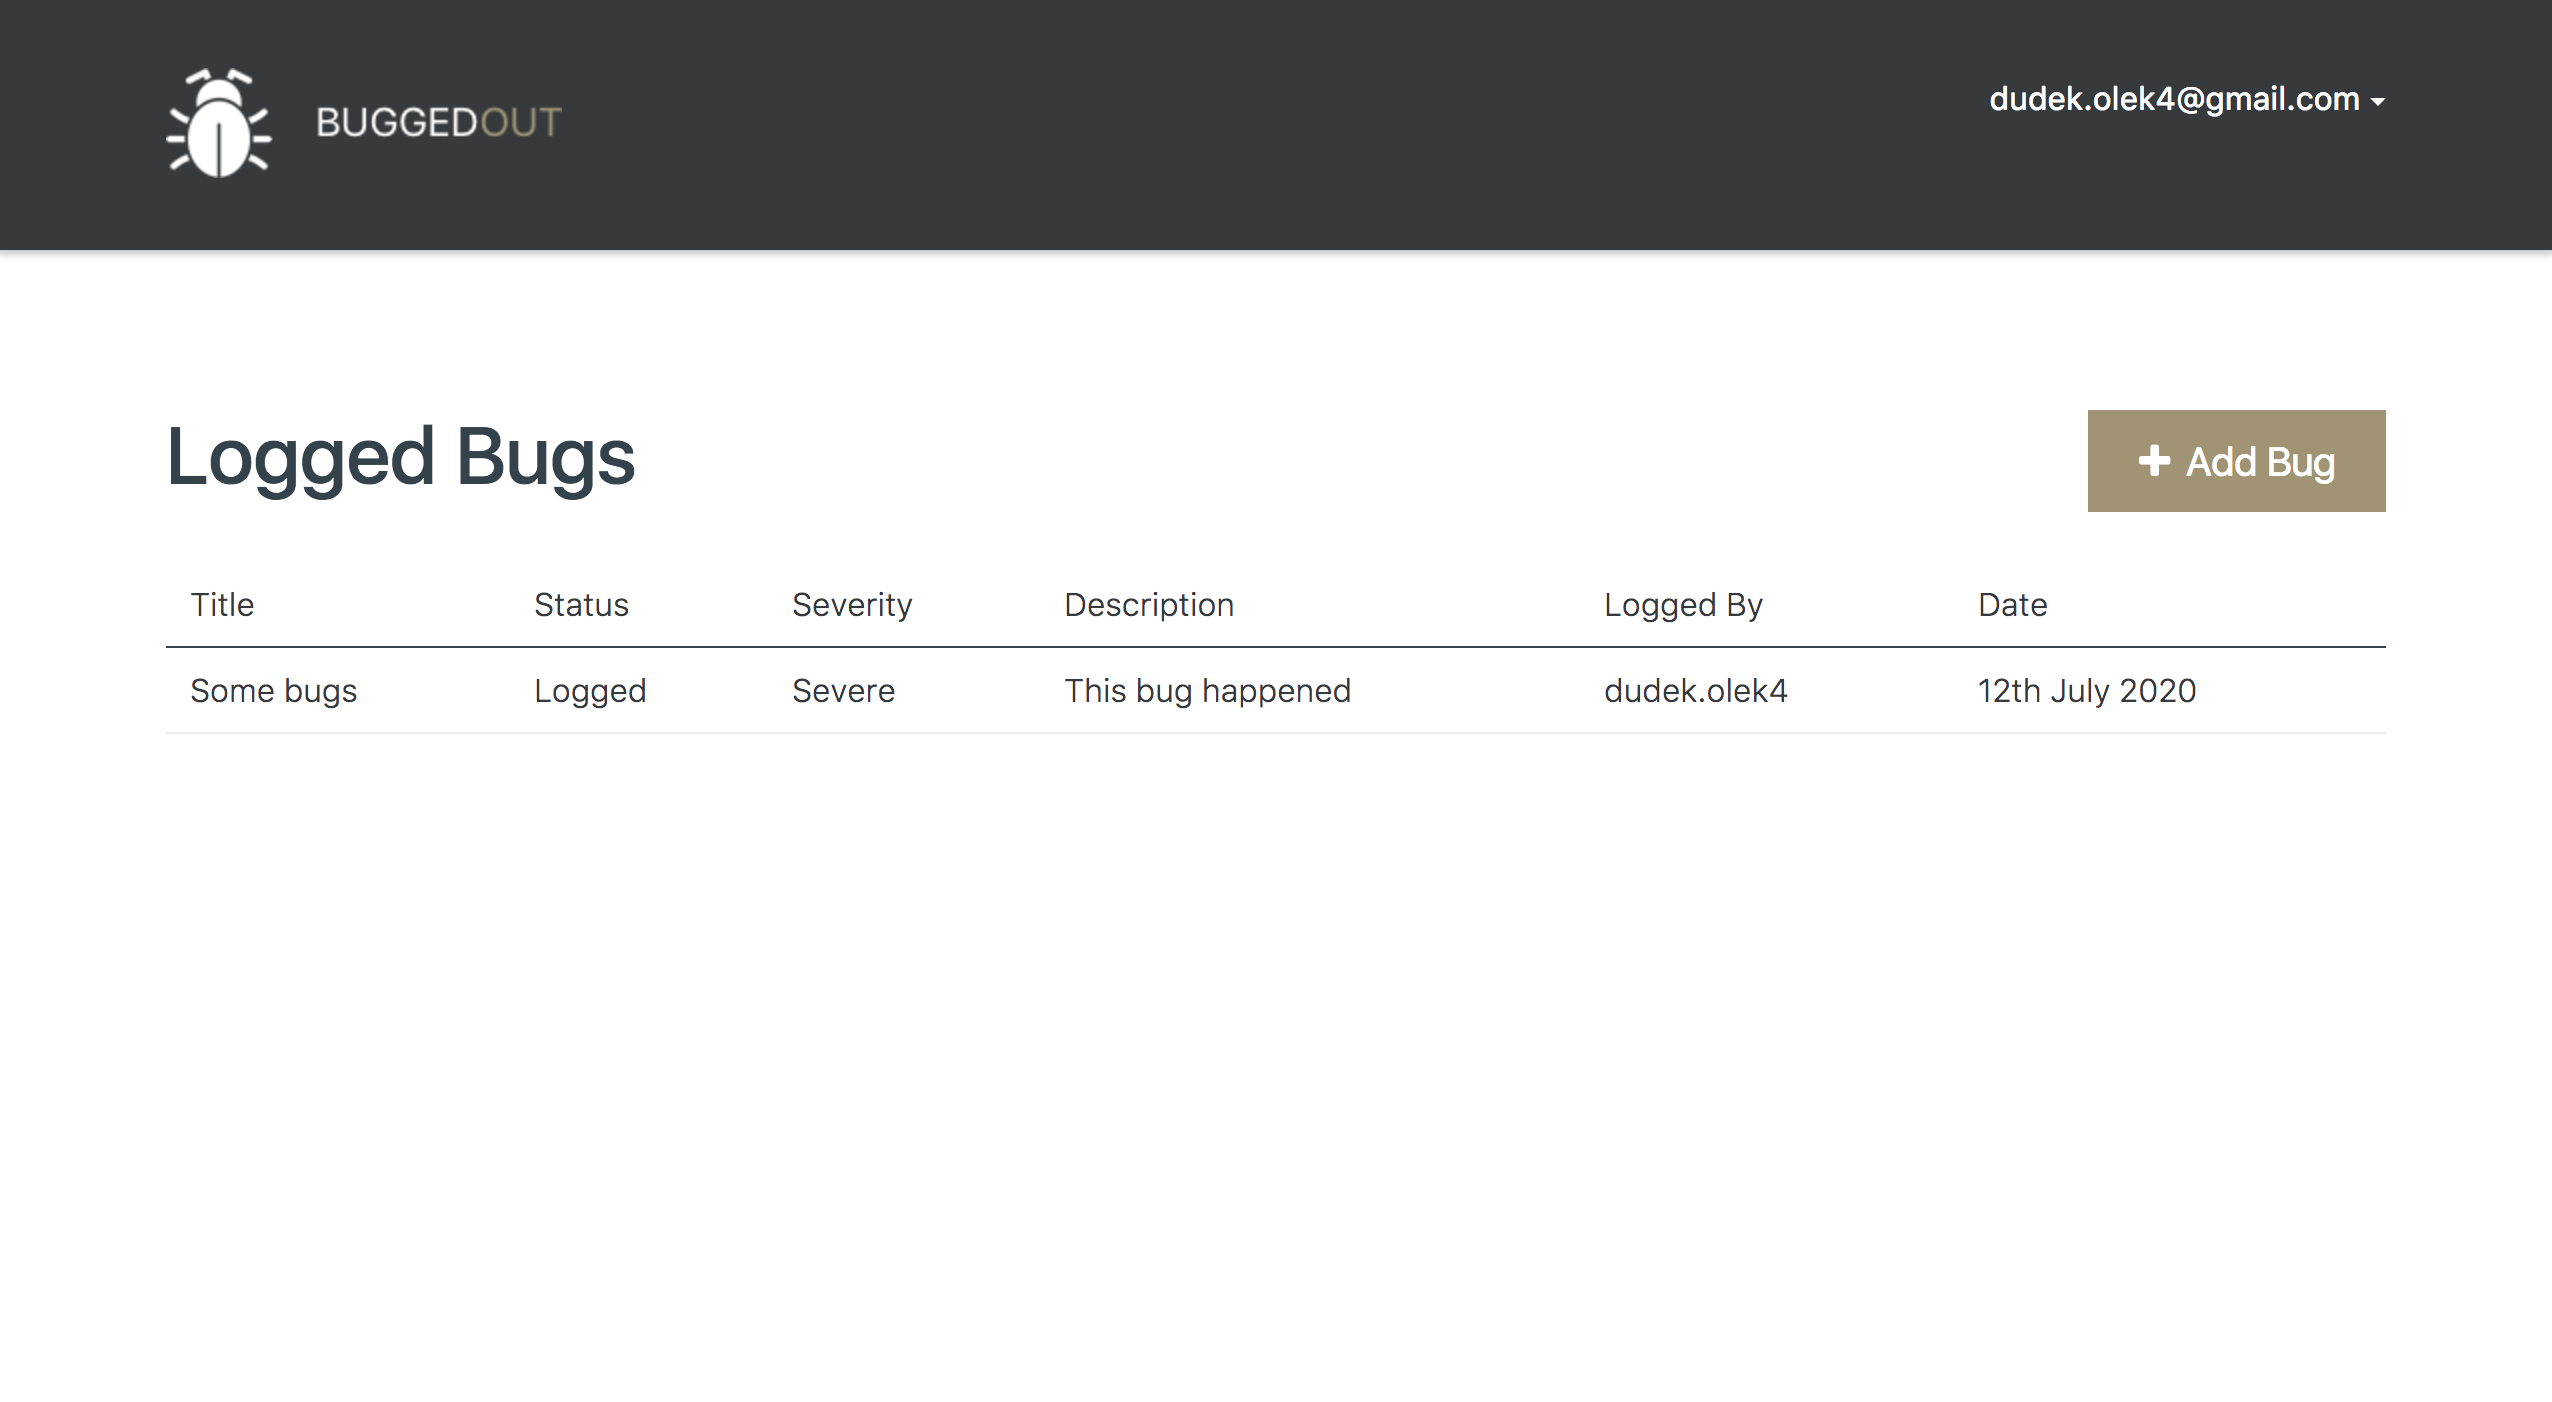 BUGGEDOUT
dudek.olek4@gmail.com
Logged Bugs
Add Bug
Title Status Severity Description Logged By Date
Some bugs Logged Severe This bug happened dudek.olek4 12th July 2020